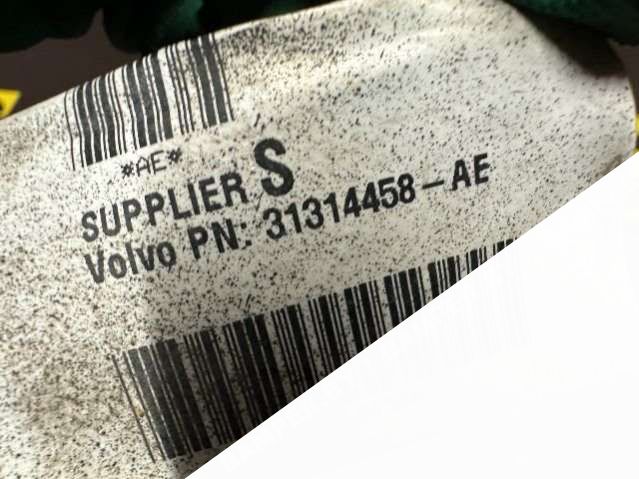 *AE*
SUPPLIER S
Volvo PN: 31314458-AE